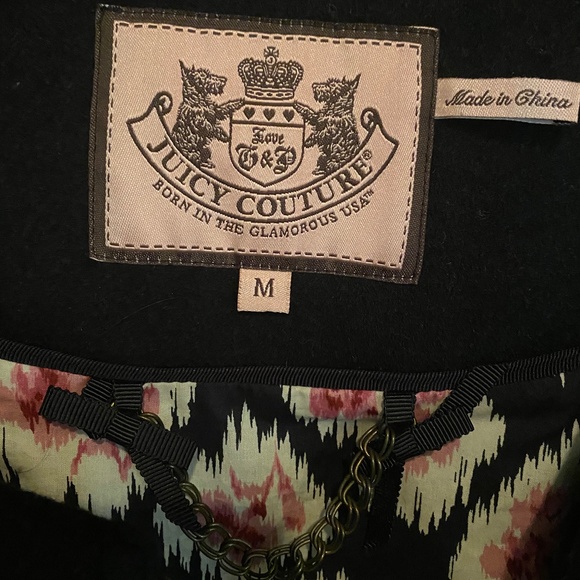 Love
G&P
JUICY COUTURE®
BORN IN THE GLAMOROUS USA™
Made in China
M